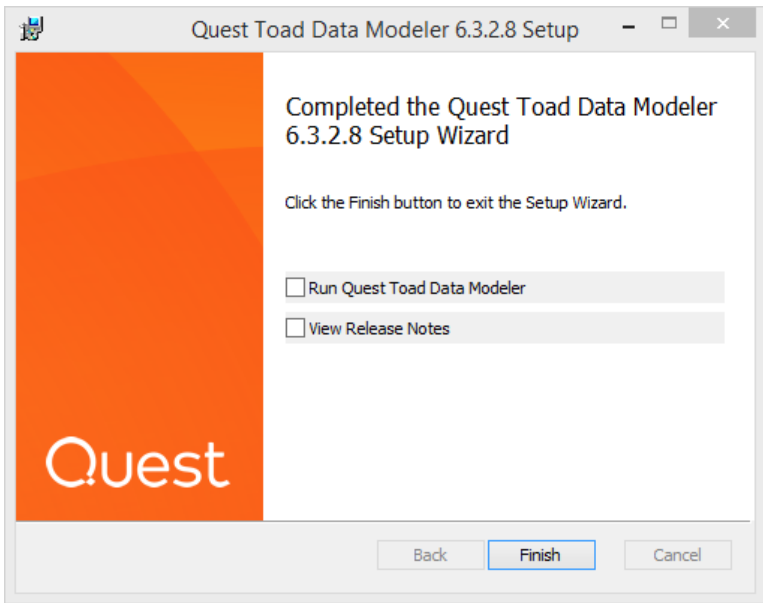 Quest Toad Data Modeler 6.3.2.8 Setup
Completed the Quest Toad Data Modeler
6.3.2.8 Setup Wizard
Click the Finish button to exit the Setup Wizard.
Run Quest Toad Data Modeler
View Release Notes
Quest
Back Finish Cancel